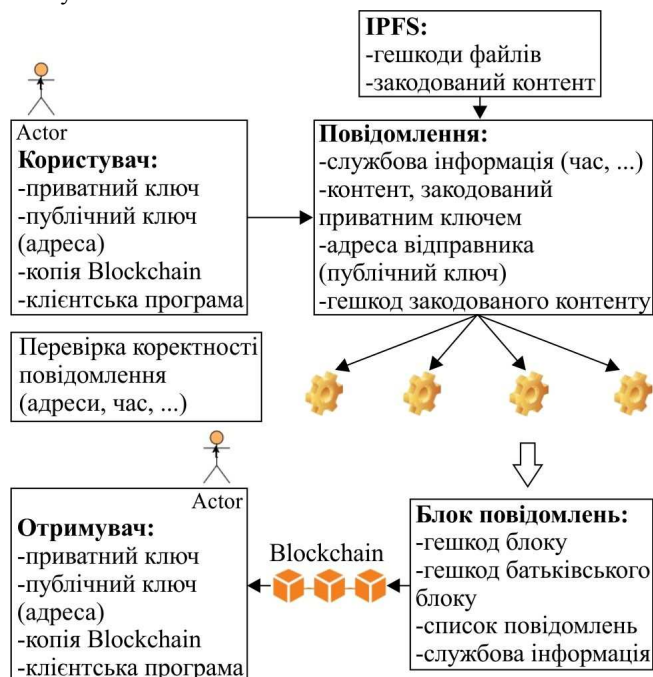 IPFS:
-гешкоди файлів
-закодований контент
Actor
Користувач:
-приватний ключ
-публічний ключ
(адреса)
-копія Blockchain
-клієнтська програма
Повідомлення:
-службова інформація (час, ...)
-контент, закодований
приватним ключем
-адреса відправника
(публічний ключ)
-гешкод закодованого контенту
Перевірка коректності
повідомлення
(адреси, час, ...)
Actor
Отримувач:
-приватний ключ
-публічний ключ
(адреса)
-копія Blockchain
-клієнтська програма
Blockchain
Блок повідомлень:
-гешкод блоку
-гешкод батьківського
блоку
-список повідомлень
-службова інформація